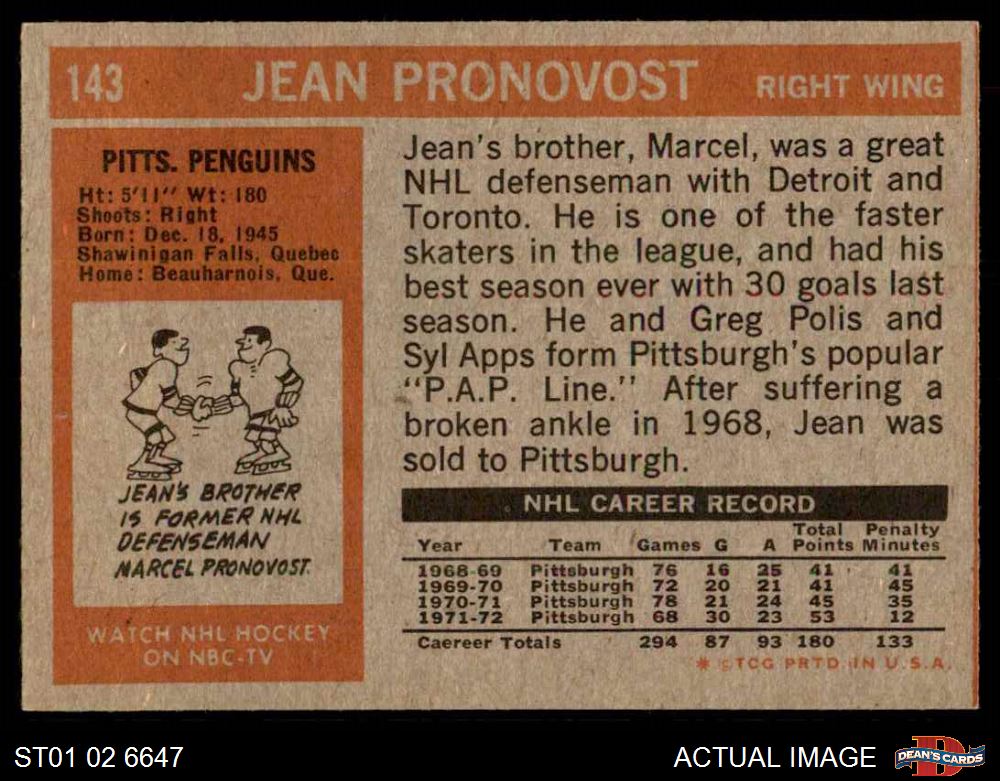 143 JEAN PRONOVOST RIGHT WING
PITTS. PENGUINS
Ht: 5'11" Wt: 180
Shoots: Right
Born: Dec. 18, 1945
Shawinigan Falls, Quebec
Home: Beauharnois, Que.
JEAN'S BROTHER
IS FORMER NHL
DEFENSEMAN
MARCEL PRONOVOST.
WATCH NHL HOCKEY
ON NBC-TV
Jean's brother, Marcel, was a great
NHL defenseman with Detroit and
Toronto. He is one of the faster
skaters in the league, and had his
best season ever with 30 goals last
season. He and Greg Polis and
Syl Apps form Pittsburgh's popular
"P.A.P. Line." After suffering a
broken ankle in 1968, Jean was
sold to Pittsburgh.
NHL CAREER RECORD
Year Team Games G A Total Points Penalty Minutes
1968-69 Pittsburgh 76 16 25 41 41
1969-70 Pittsburgh 72 20 21 41 45
1970-71 Pittsburgh 78 21 24 45 35
1971-72 Pittsburgh 68 30 23 53 12
Caereer Totals 294 87 93 180 133
* © TCG PRTD. IN U.S.A.
ST01 02 6647
ACTUAL IMAGE
D
DEAN'S CARDS